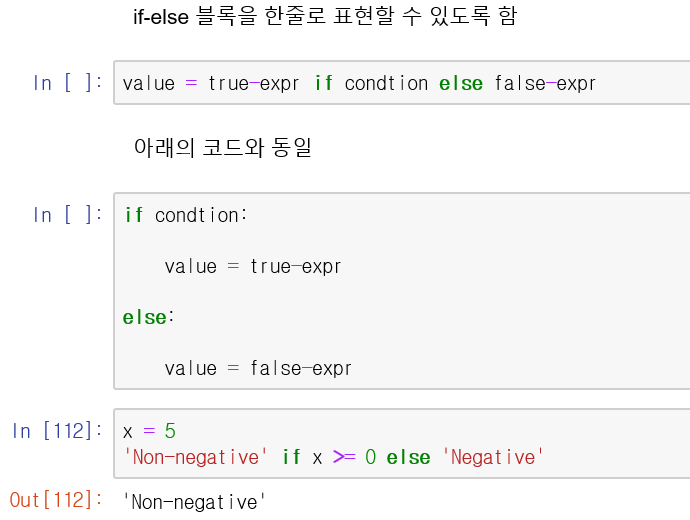 if-else 블록을 한줄로 표현할 수 있도록 함
In [ ]: value = true-expr if condtion else false-expr
아래의 코드와 동일
In [ ]: if condtion:
value = true-expr
else:
value = false-expr
In [112]: x = 5
'Non-negative' if x >= 0 else 'Negative'
Out[112]: 'Non-negative'